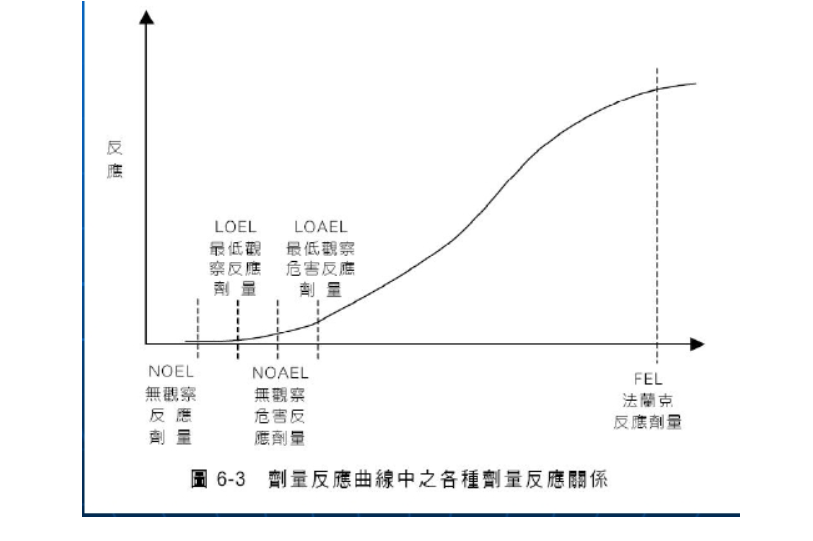 反
應
LOEL
最低觀
察反應
劑 量
LOAEL
最低觀察
危害反應
劑 量
NOEL
無觀察
反 應
劑 量
NOAEL
無觀察
危害反
應劑量
FEL
法蘭克
反應劑量
圖 6-3 劑量反應曲線中之各種劑量反應關係